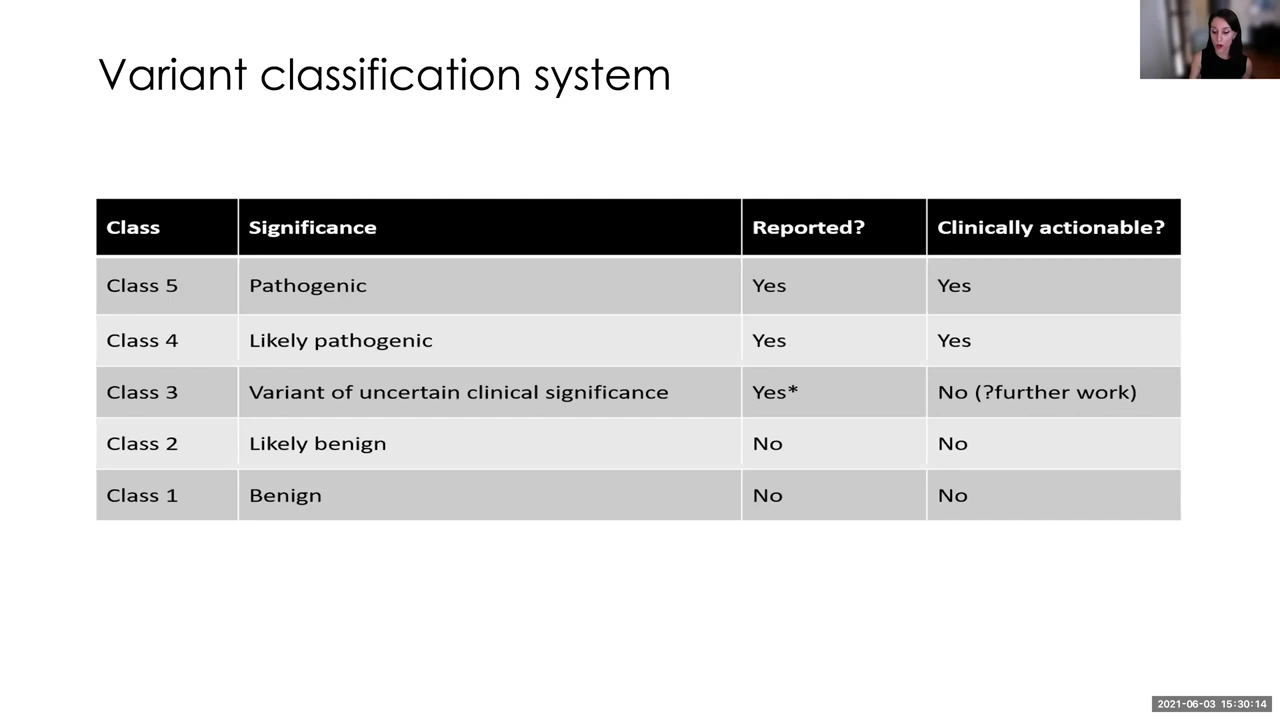 Variant classification system
Class Significance Reported? Clinically actionable?
Class 5 Pathogenic Yes Yes
Class 4 Likely pathogenic Yes Yes
Class 3 Variant of uncertain clinical significance Yes* No (?further work)
Class 2 Likely benign No No
Class 1 Benign No No
2021-06-03 15:30:14